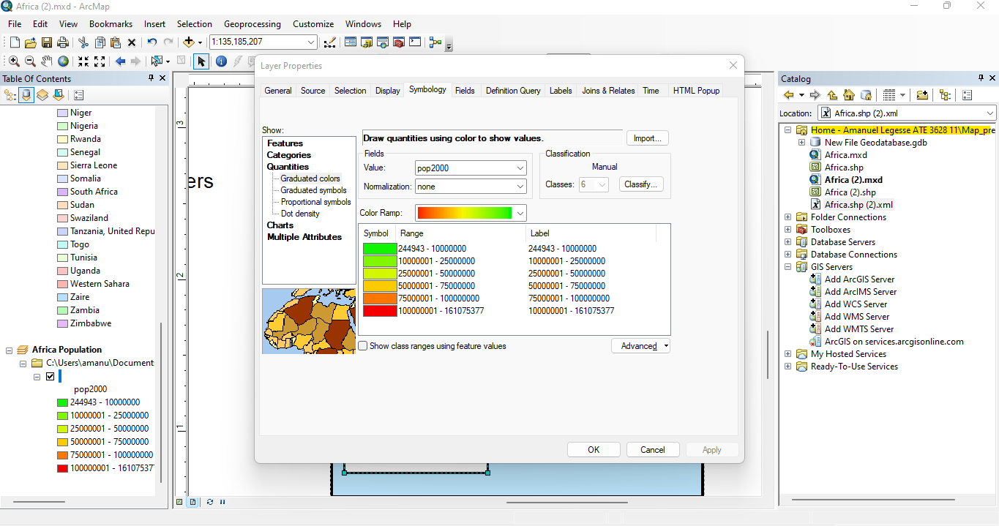 Africa (2).mxd - ArcMap
File Edit View Bookmarks Insert Selection Geoprocessing Customize Windows Help
1:135,185,207
Table Of Contents
Niger
Nigeria
Rwanda
Senegal
Sierra Leone
Somalia
South Africa
Sudan
Swaziland
Tanzania, United Repu
Togo
Tunisia
Uganda
Western Sahara
Zaire
Zambia
Zimbabwe
Africa Population
C:\Users\amanu\Document
pop2000
244943 - 10000000
10000001 - 25000000
25000001 - 50000000
50000001 - 75000000
75000001 - 100000000
100000001 - 16107537
3
2
1
ers
Layer Properties
General Source Selection Display Symbology Fields Definition Query Labels Joins & Relates Time HTML Popup
Show:
Features
Categories
Quantities
Graduated colors
Graduated symbols
Proportional symbols
Dot density
Charts
Multiple Attributes
Draw quantities using color to show values.
Import...
Fields
Value: pop2000
Normalization: none
Classification
Manual
Classes: 6 Classify...
Color Ramp:
Symbol Range Label
244943 - 10000000 244943 - 10000000
10000001 - 25000000 10000001 - 25000000
25000001 - 50000000 25000001 - 50000000
50000001 - 75000000 50000001 - 75000000
75000001 - 100000000 75000001 - 100000000
100000001 - 161075377 100000001 - 161075377
Show class ranges using feature values
Advanced
OK Cancel Apply
Catalog
Location: Africa.shp (2).xml
Home - Amanuel Legesse ATE 3628 11\Map_pre
New File Geodatabase.gdb
Africa.mxd
Africa.shp
Africa (2).mxd
Africa (2).shp
Africa.shp (2).xml
Folder Connections
Toolboxes
Database Servers
Database Connections
GIS Servers
Add ArcGIS Server
Add ArcIMS Server
Add WCS Server
Add WMS Server
Add WMTS Server
ArcGIS on services.arcgisonline.com
My Hosted Services
Ready-To-Use Services